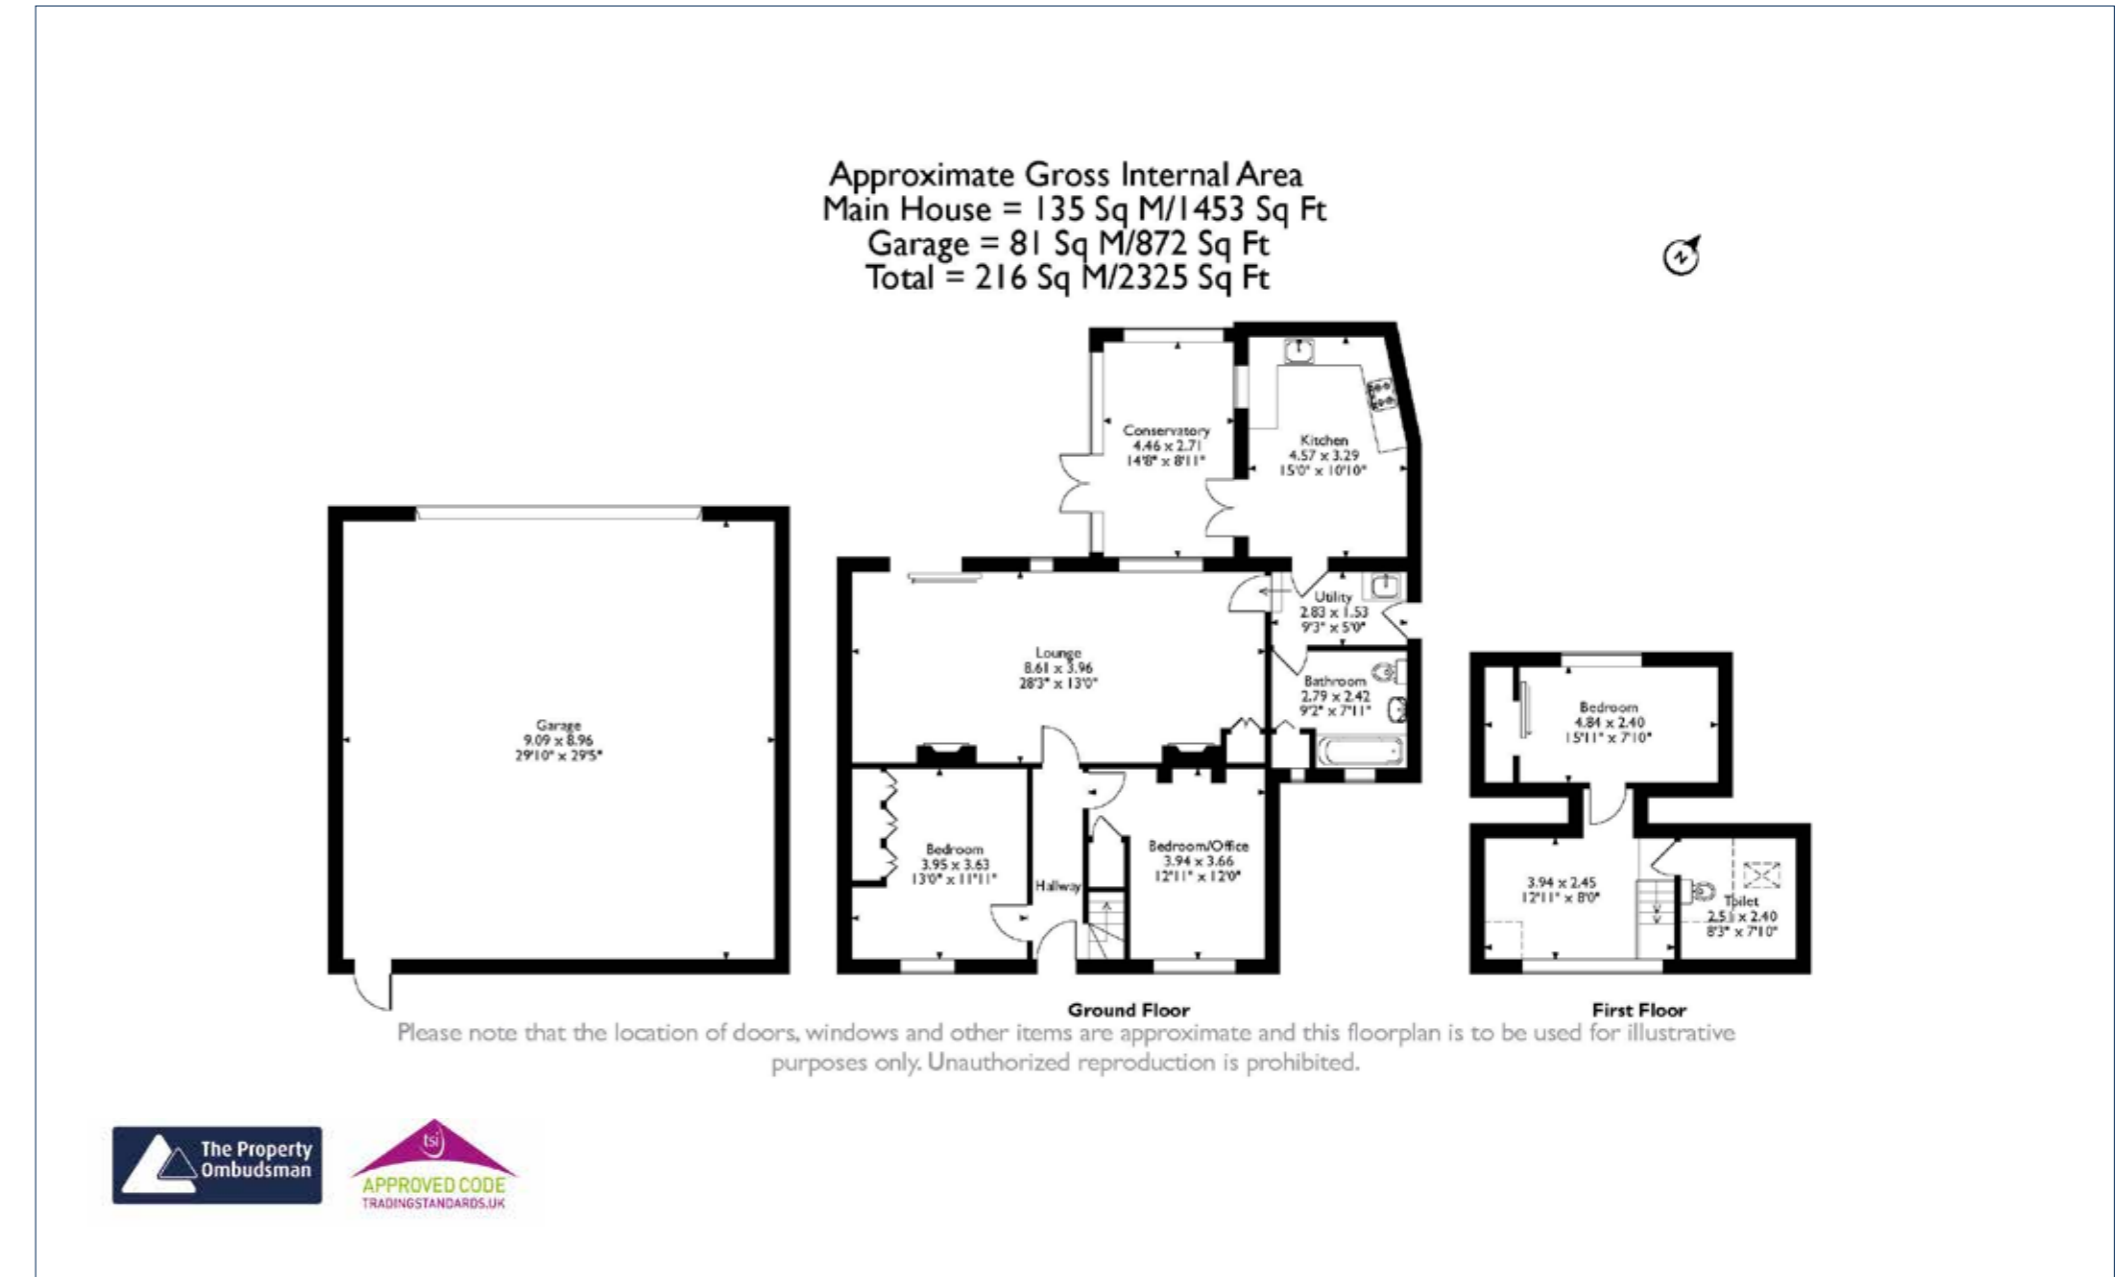 Approximate Gross Internal Area
Main House = 135 Sq M/1453 Sq Ft
Garage = 81 Sq M/872 Sq Ft
Total = 216 Sq M/2325 Sq Ft
N
Conservatory
4.46 x 2.71
14'8" x 8'11"
Kitchen
4.57 x 3.29
15'0" x 10'10"
Utility
2.83 x 1.53
9'3" x 5'0"
Lounge
8.61 x 3.96
28'3" x 13'0"
Bathroom
2.79 x 2.42
9'2" x 7'11"
Garage
9.09 x 8.96
29'10" x 29'5"
Bedroom
3.95 x 3.63
13'0" x 11'11"
Hallway
Bedroom/Office
3.94 x 3.66
12'11" x 12'0"
Bedroom
4.84 x 2.40
15'11" x 7'10"
3.94 x 2.45
12'11" x 8'0"
Toilet
2.51 x 2.40
8'3" x 7'10"
Ground Floor
First Floor
Please note that the location of doors, windows and other items are approximate and this floorplan is to be used for illustrative
purposes only. Unauthorized reproduction is prohibited.
The Property
Ombudsman
tsi
APPROVED CODE
TRADINGSTANDARDS.UK